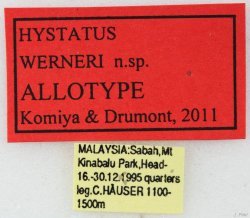 HYSTATUS
WERNERI n.sp.
ALLOTYPE
Komiya & Drumont, 2011
MALAYSIA:Sabah,Mt
Kinabalu Park,Head-
16.-30.12.1995 quarters
leg.C.HÄUSER 1100-
1500m